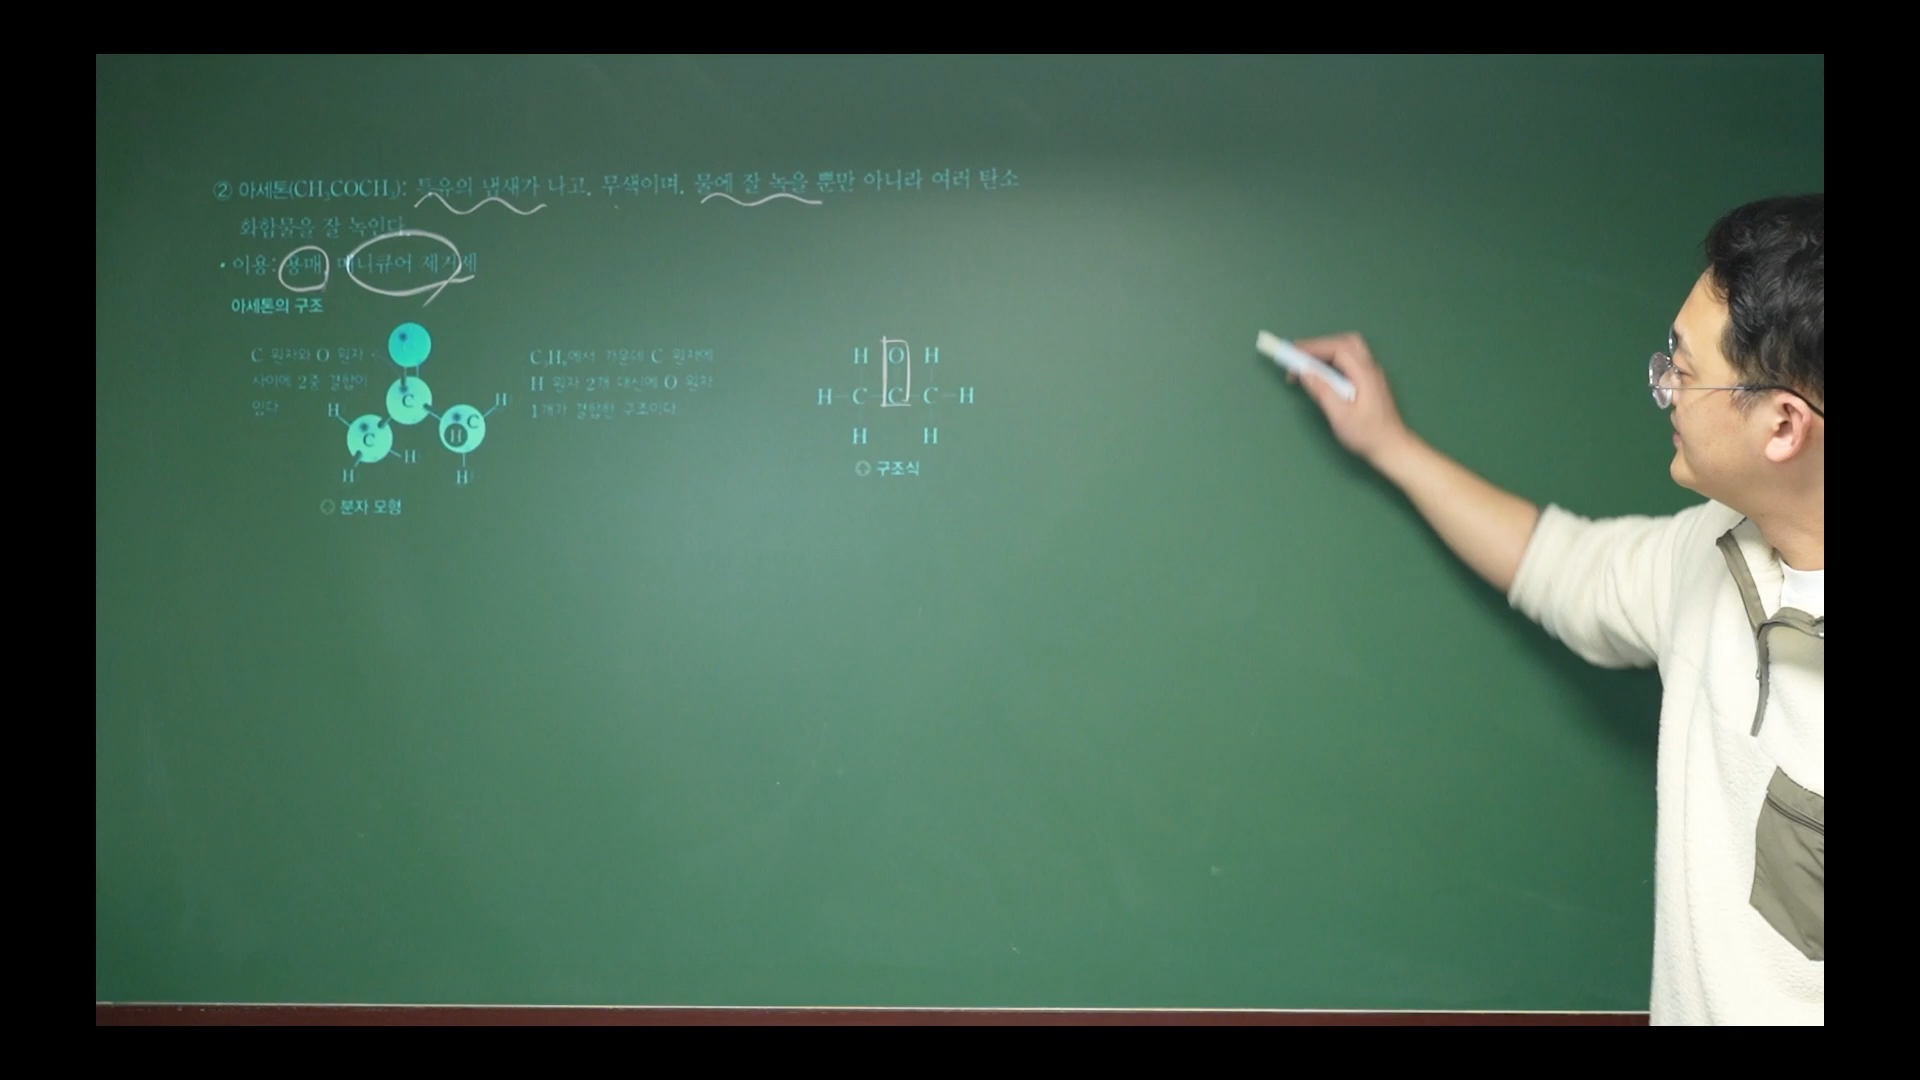 ② 아세톤(CH₃COCH₃): 특유의 냄새가 나고, 무색이며, 물에 잘 녹을 뿐만 아니라 여러 탄소
화합물을 잘 녹인다.
• 이용: 용매, 매니큐어 제거제
아세톤의 구조
C 원자와 O 원자
사이에 2중 결합이
있다
C
C
C
H
H
H
H
H
H
분자 모형
C₃H₈에서 가운데 C 원자에
H 원자 2개 대신에 O 원자
1개가 결합한 구조이다
H O H
H–C–C–C–H
H H
구조식